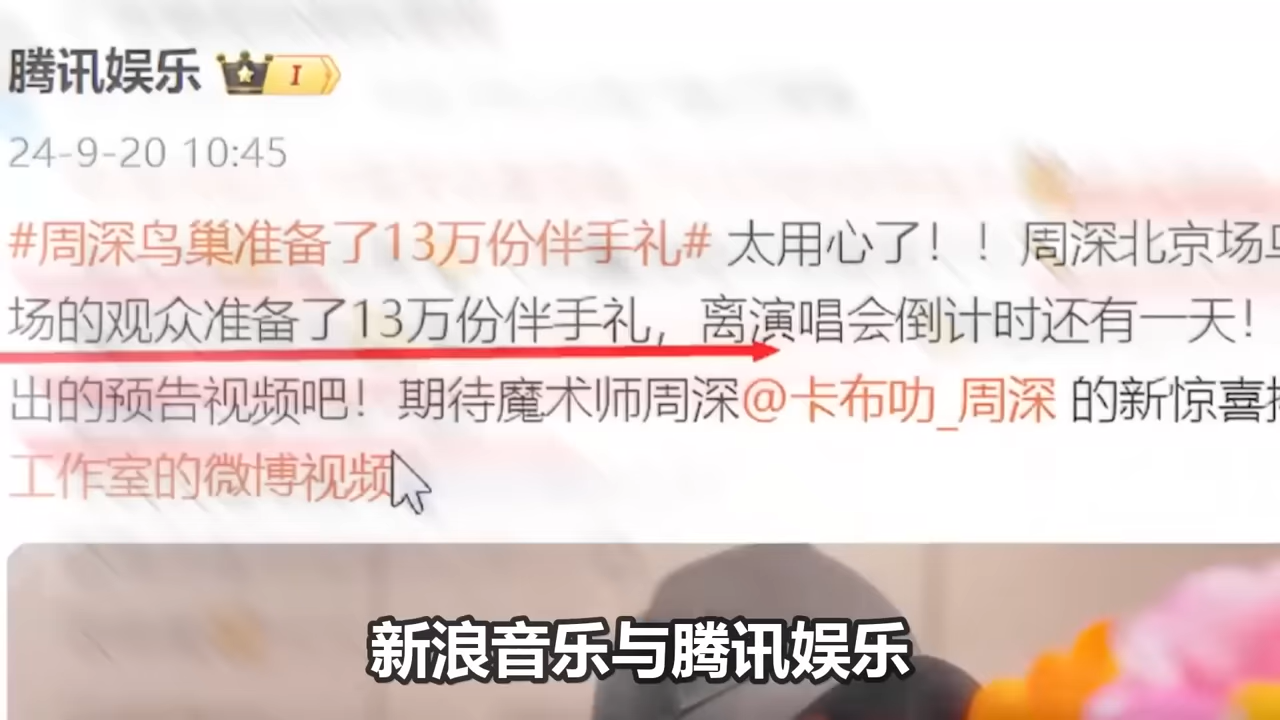 腾讯娱乐 I
24-9-20 10:45
#周深鸟巢准备了13万份伴手礼# 太用心了！！周深北京场
场的观众准备了13万份伴手礼，离演唱会倒计时还有一天！
出的预告视频吧！期待魔术师周深@卡布叻_周深 的新惊喜
工作室的微博视频
新浪音乐与腾讯娱乐